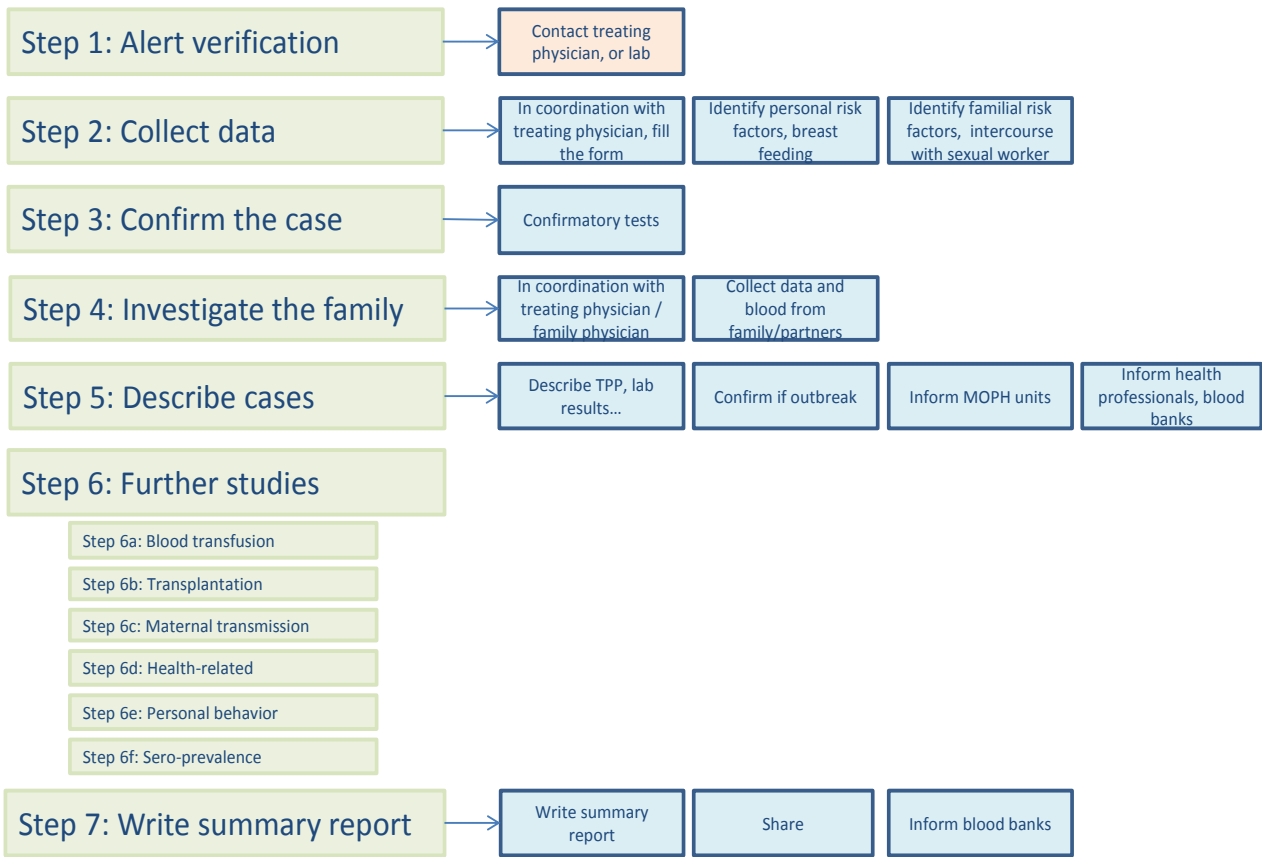 Step 1: Alert verification
Contact treating
physician, or lab
Step 2: Collect data
In coordination with
treating physician, fill
the form
Identify personal risk
factors, breast
feeding
Identify familial risk
factors, intercourse
with sexual worker
Step 3: Confirm the case
Confirmatory tests
Step 4: Investigate the family
In coordination with
treating physician /
family physician
Collect data and
blood from
family/partners
Step 5: Describe cases
Describe TPP, lab
results…
Confirm if outbreak
Inform MOPH units
Inform health
professionals, blood
banks
Step 6: Further studies
Step 6a: Blood transfusion
Step 6b: Transplantation
Step 6c: Maternal transmission
Step 6d: Health-related
Step 6e: Personal behavior
Step 6f: Sero-prevalence
Step 7: Write summary report
Write summary
report
Share
Inform blood banks